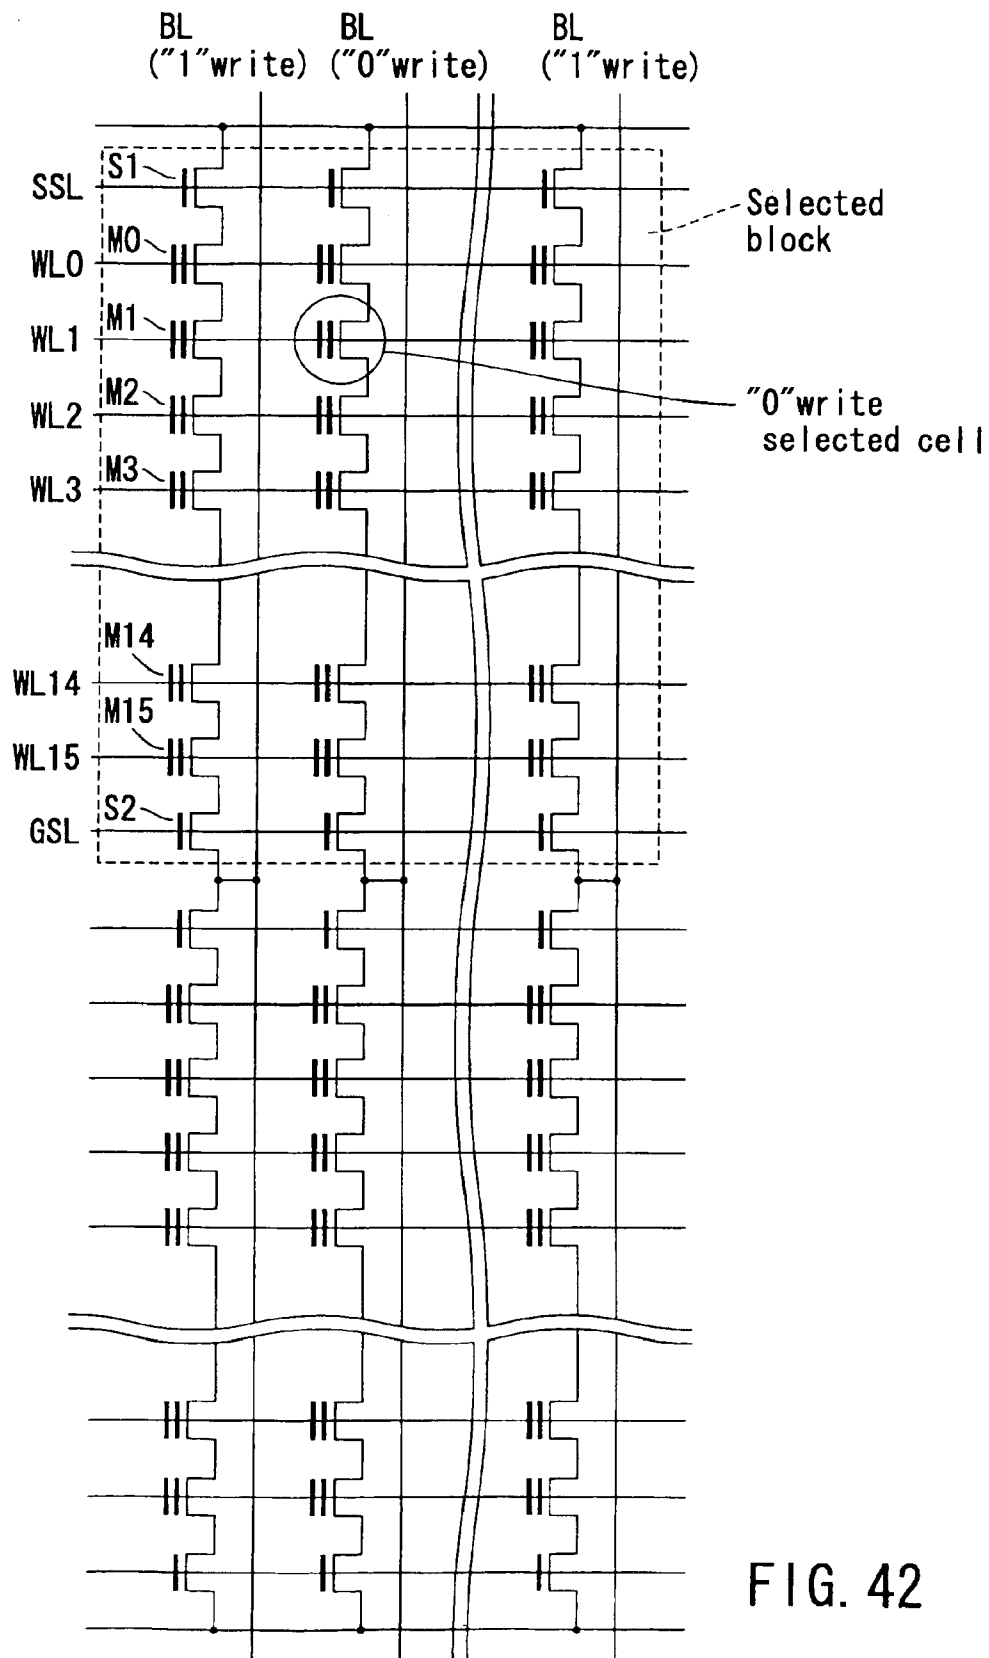 BL BL BL
("1"write) ("0"write) ("1"write)
S1
SSL
Selected
block
M0
WL0
M1
WL1
M2
WL2
"0"write
selected cell
M3
WL3
M14
WL14
M15
WL15
S2
GSL
FIG. 42